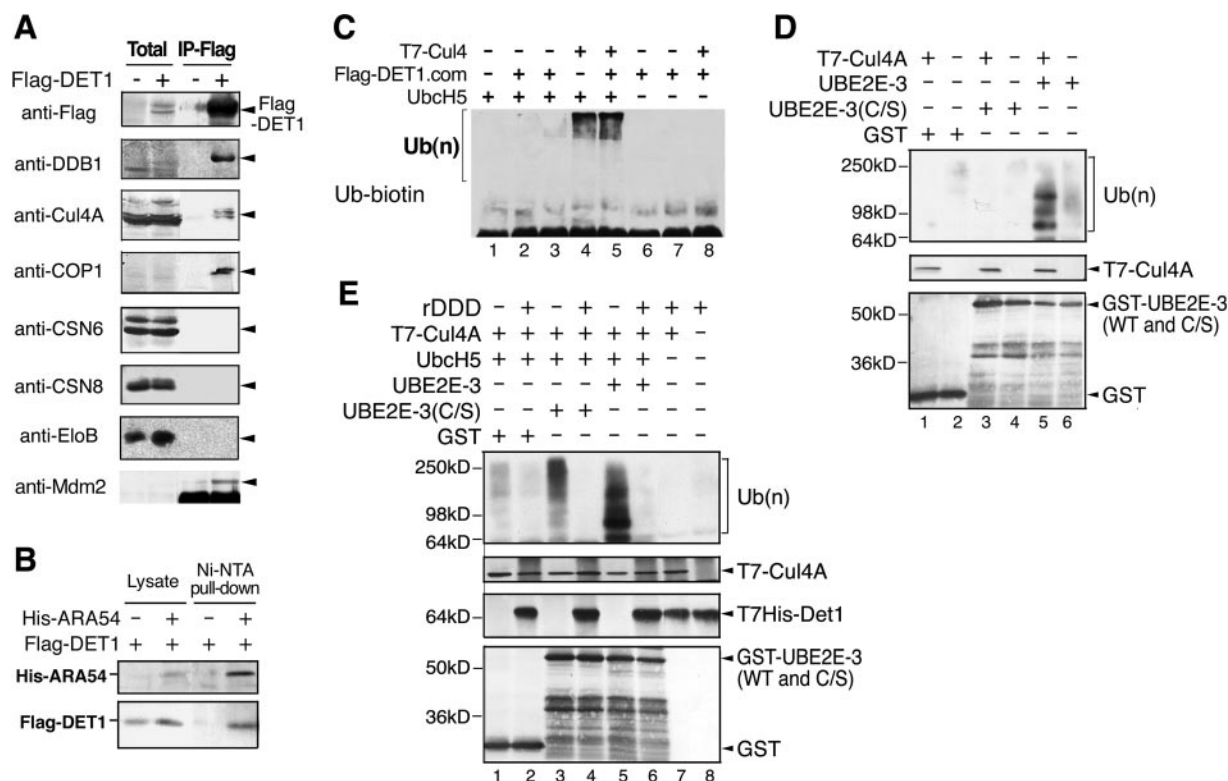 A
Total IP-Flag
Flag-DET1 - + - +
anti-Flag
Flag
-DET1
anti-DDB1
anti-Cul4A
anti-COP1
anti-CSN6
anti-CSN8
anti-EloB
anti-Mdm2
B
Lysate Ni-NTA
pull-down
His-ARA54 − + − +
Flag-DET1 + + + +
His-ARA54
Flag-DET1
C
T7-Cul4 - - - + + - - +
Flag-DET1.com - + + - + + + +
UbcH5 + + + + + - - -
Ub(n)
Ub-biotin
1 2 3 4 5 6 7 8
D
T7-Cul4A + − + − + −
UBE2E-3 − − − − + +
UBE2E-3(C/S) − − + + − −
GST + + − − − −
250kD
98kD
64kD
Ub(n)
T7-Cul4A
50kD
36kD
GST-UBE2E-3
(WT and C/S)
GST
1 2 3 4 5 6
E
rDDD − + − + − + + +
T7-Cul4A + + + + + + + −
UbcH5 + + + + + + − −
UBE2E-3 − − − − + + − −
UBE2E-3(C/S) − − + + − − − −
GST + + − − − − − −
250kD
98kD
64kD
Ub(n)
T7-Cul4A
64kD
T7His-Det1
50kD
36kD
GST-UBE2E-3
(WT and C/S)
GST
1 2 3 4 5 6 7 8